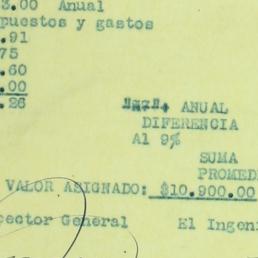 3.00 Anual
puestos y gastos
.91
75
.60
.00
.26
ANUAL
DIFERENCIA
Al 9%
SUMA
PROMED
VALOR ASIGNADO: $10.900.00
ector General El Ingeni